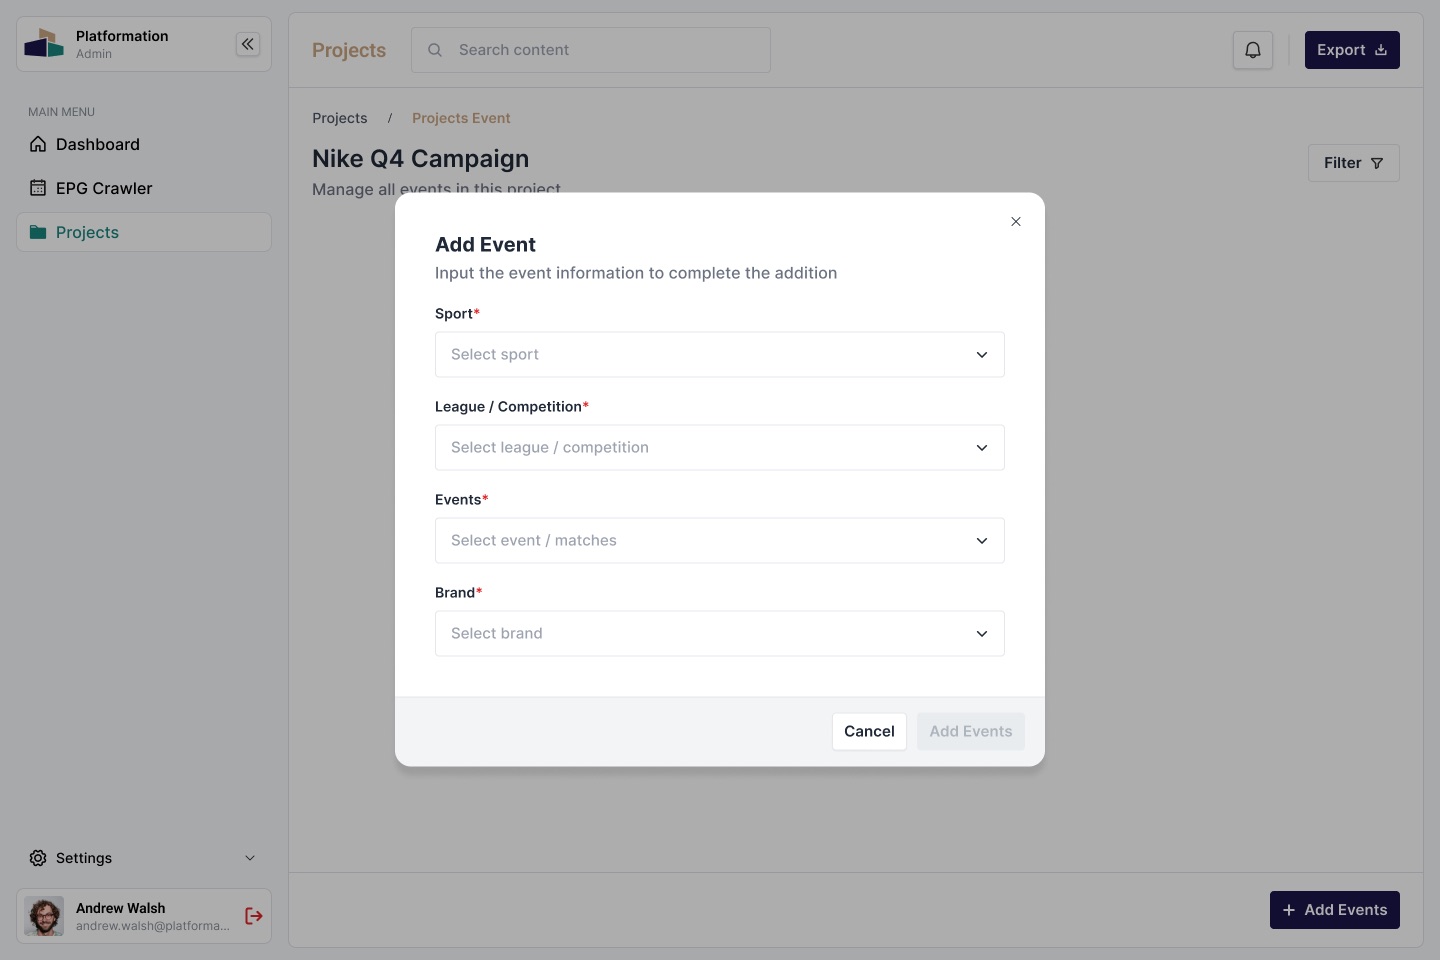 Platformation
Admin
MAIN MENU
Dashboard
EPG Crawler
Projects
Settings
Andrew Walsh
andrew.walsh@platforma...
Projects
Search content
Export
Projects / Projects Event
Nike Q4 Campaign
Manage all events in this project
Filter
Add Event
Input the event information to complete the addition
Sport*
Select sport
League / Competition*
Select league / competition
Events*
Select event / matches
Brand*
Select brand
Cancel
Add Events
+ Add Events